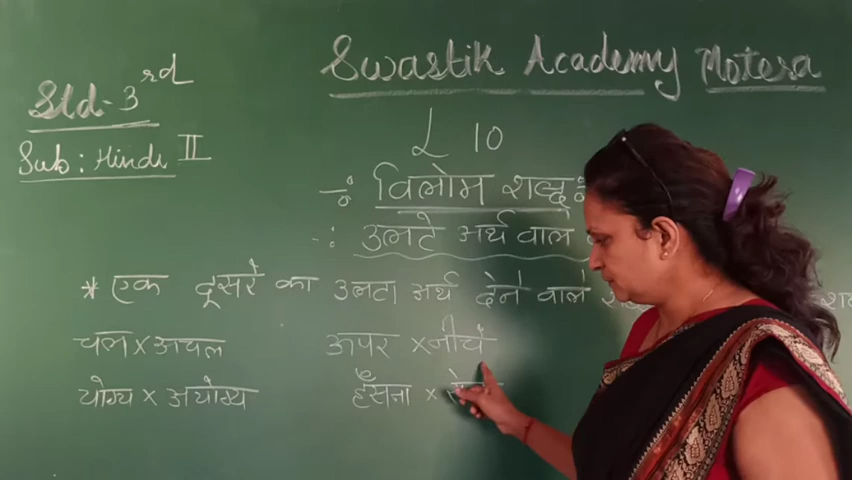 Swastik Academy Motera
Std - 3rd
Sub : Hindi II
L 10
विलोम शब्द
उलटे अर्थ वाले
* एक दूसरे का उलटा अर्थ देने वाले
चल × अचल
ऊपर × नीचे
योग्य × अयोग्य
हँसना ×